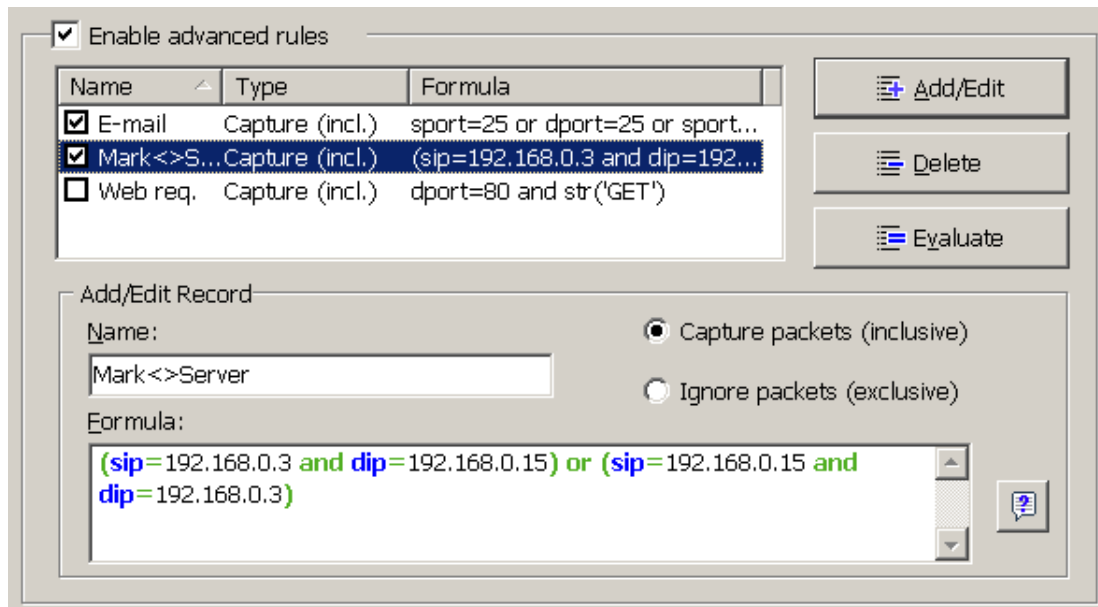 Enable advanced rules
Name Type Formula
E-mail Capture (incl.) sport=25 or dport=25 or sport...
Mark<>S...Capture (incl.) (sip=192.168.0.3 and dip=192...
Web req. Capture (incl.) dport=80 and str('GET')
Add/Edit
Delete
Evaluate
Add/Edit Record
Name:
Mark<>Server
Capture packets (inclusive)
Ignore packets (exclusive)
Formula:
(sip=192.168.0.3 and dip=192.168.0.15) or (sip=192.168.0.15 and
dip=192.168.0.3)
?